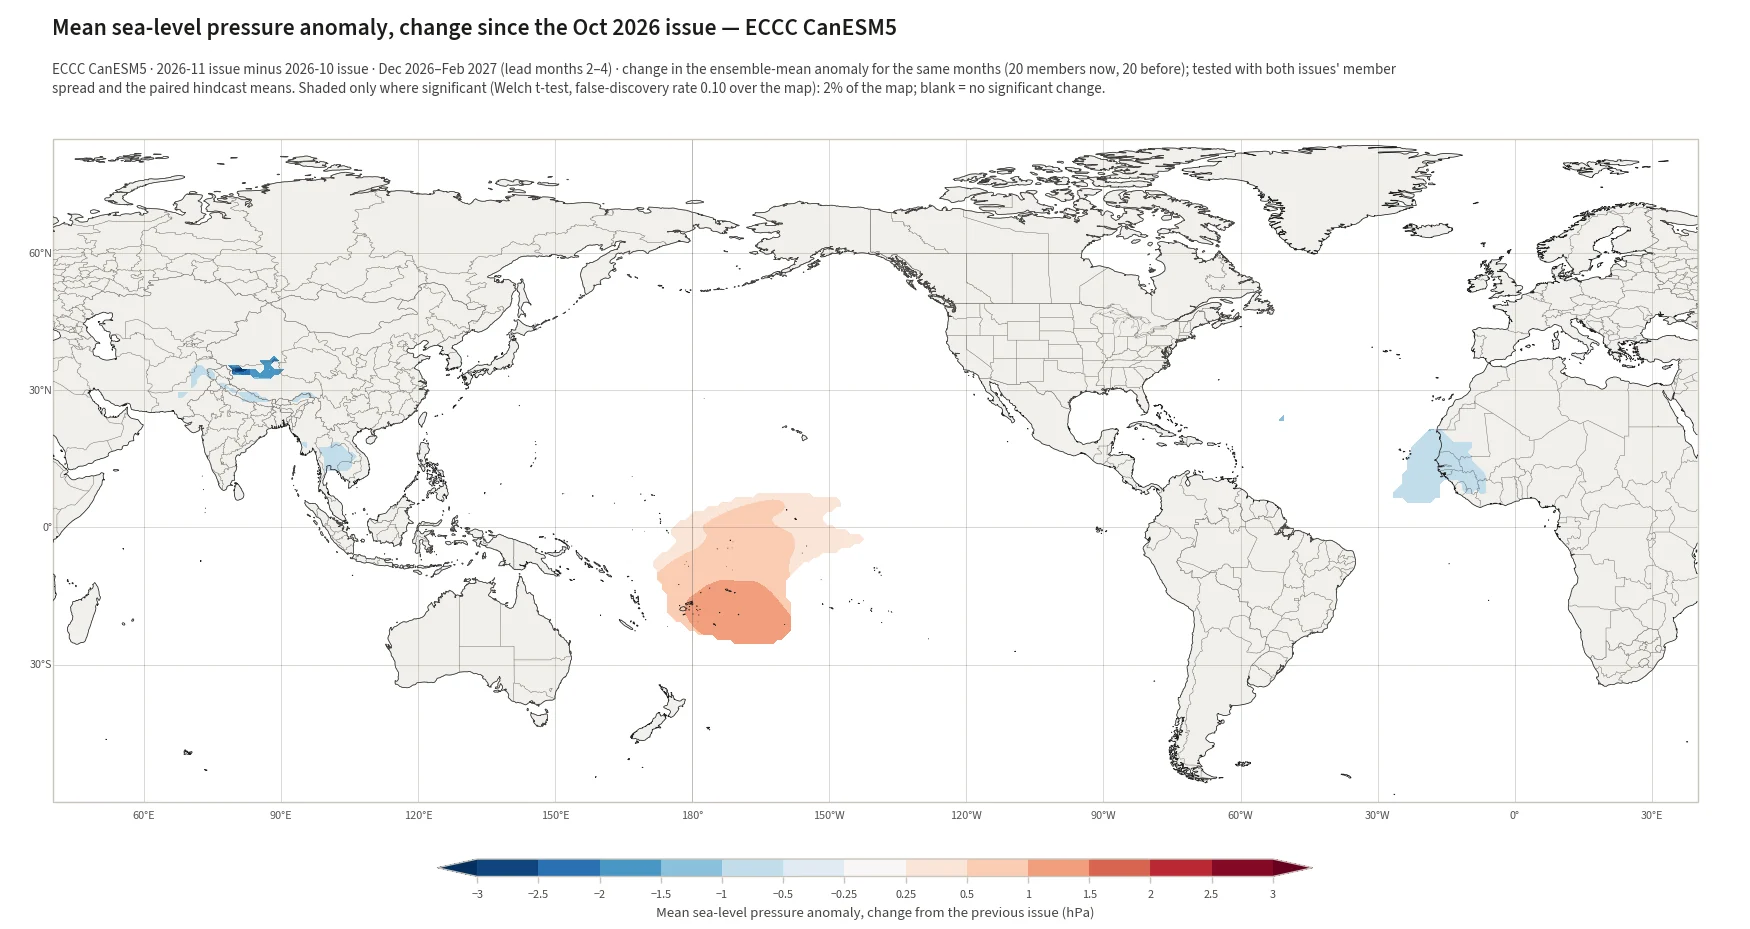 Mean sea-level pressure anomaly, change since the Oct 2026 issue — ECCC CanESM5
ECCC CanESM5 · 2026-11 issue minus 2026-10 issue · Dec 2026–Feb 2027 (lead months 2–4) · change in the ensemble-mean anomaly for the same months (20 members now, 20 before); tested with both issues' member
spread and the paired hindcast means. Shaded only where significant (Welch t-test, false-discovery rate 0.10 over the map): 2% of the map; blank = no significant change.
60°N
30°N
0°
30°S
60°E 90°E 120°E 150°E 180° 150°W 120°W 90°W 60°W 30°W 0° 30°E
−3 −2.5 −2 −1.5 −1 −0.5 −0.25 0.25 0.5 1 1.5 2 2.5 3
Mean sea-level pressure anomaly, change from the previous issue (hPa)